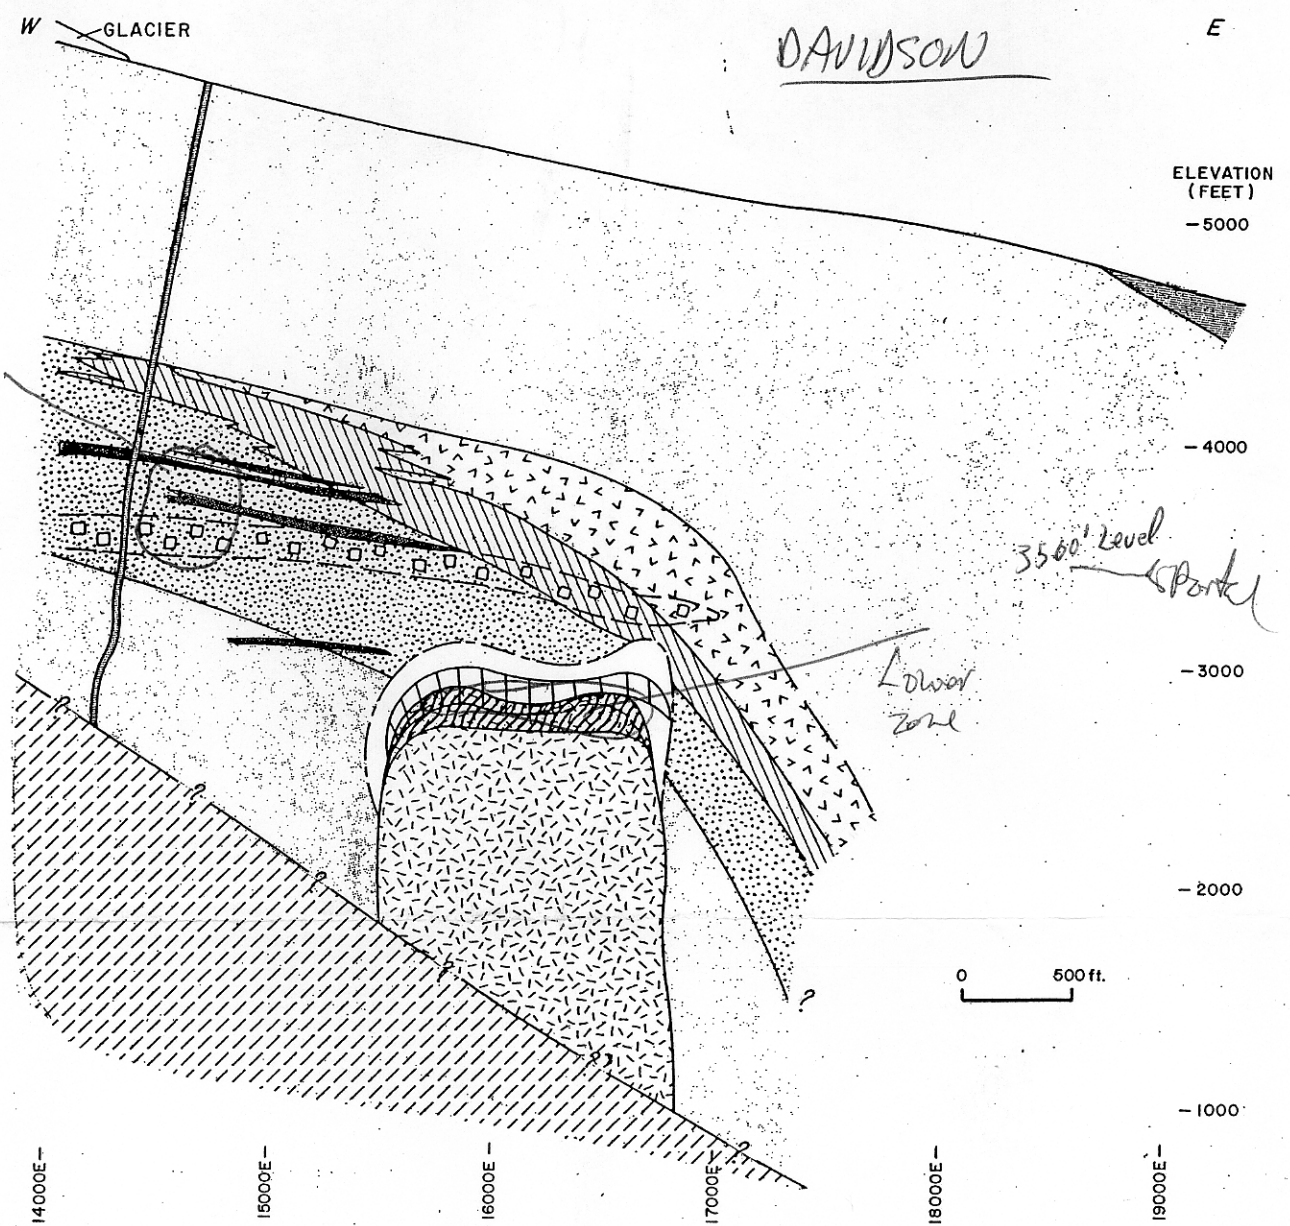 W
GLACIER
DAVIDSON
E
ELEVATION
(FEET)
-5000
-4000
3500' Level
Portal
-3000
Lower
zone
?
?
?
?
??
?
?
-2000
0 500 ft.
-1000
14000E-
15000E-
16000E-
17000E-
18000E-
19000E-